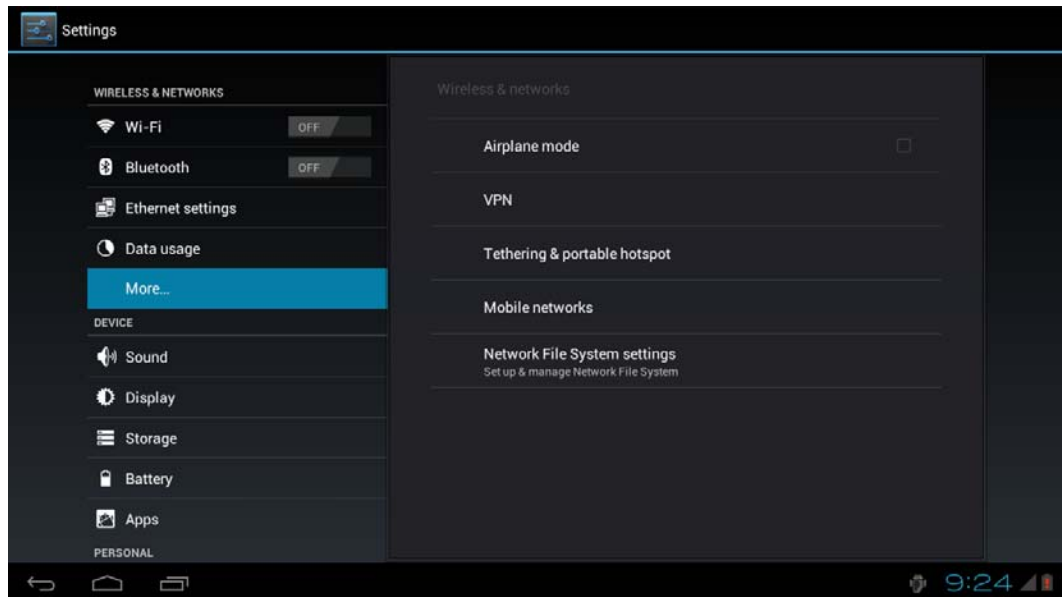 Settings
WIRELESS & NETWORKS
Wi-Fi OFF
Bluetooth OFF
Ethernet settings
Data usage
More...
DEVICE
Sound
Display
Storage
Battery
Apps
PERSONAL
Wireless & networks
Airplane mode
VPN
Tethering & portable hotspot
Mobile networks
Network File System settings
Set up & manage Network File System
9:24